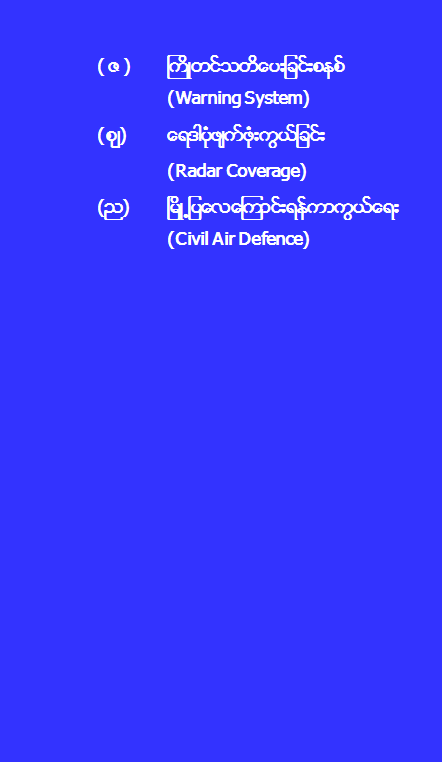 ( ဇ ) ကြိုတင်သတိပေးခြင်းစနစ်
(Warning System)
(ဈ) ရေဒါပုံဖျက်ဖုံးကွယ်ခြင်း
(Radar Coverage)
(ည) မြို့ပြလေကြောင်းရန်ကာကွယ်ရေး
(Civil Air Defence)